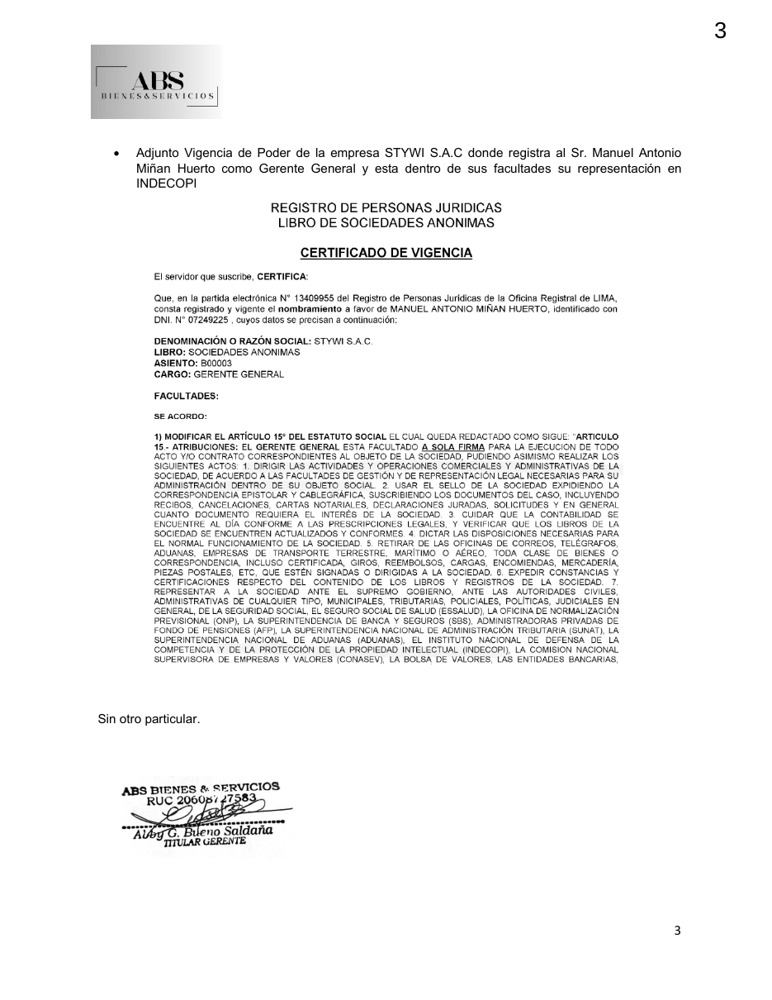 3
ABS
BIENES&SERVICIOS
• Adjunto Vigencia de Poder de la empresa STYWI S.A.C donde registra al Sr. Manuel Antonio
Miñan Huerto como Gerente General y esta dentro de sus facultades su representación en
INDECOPI
REGISTRO DE PERSONAS JURIDICAS
LIBRO DE SOCIEDADES ANONIMAS
CERTIFICADO DE VIGENCIA
El servidor que suscribe, CERTIFICA:
Que, en la partida electrónica N° 13409955 del Registro de Personas Jurídicas de la Oficina Registral de LIMA,
consta registrado y vigente el nombramiento a favor de MANUEL ANTONIO MIÑAN HUERTO, identificado con
DNI. N° 07249225 , cuyos datos se precisan a continuación:
DENOMINACIÓN O RAZÓN SOCIAL: STYWI S.A.C.
LIBRO: SOCIEDADES ANONIMAS
ASIENTO: B00003
CARGO: GERENTE GENERAL
FACULTADES:
SE ACORDO:
1) MODIFICAR EL ARTÍCULO 15° DEL ESTATUTO SOCIAL EL CUAL QUEDA REDACTADO COMO SIGUE: "ARTICULO
15.- ATRIBUCIONES: EL GERENTE GENERAL ESTA FACULTADO A SOLA FIRMA PARA LA EJECUCION DE TODO
ACTO Y/O CONTRATO CORRESPONDIENTES AL OBJETO DE LA SOCIEDAD, PUDIENDO ASIMISMO REALIZAR LOS
SIGUIENTES ACTOS: 1. DIRIGIR LAS ACTIVIDADES Y OPERACIONES COMERCIALES Y ADMINISTRATIVAS DE LA
SOCIEDAD, DE ACUERDO A LAS FACULTADES DE GESTIÓN Y DE REPRESENTACIÓN LEGAL NECESARIAS PARA SU
ADMINISTRACIÓN DENTRO DE SU OBJETO SOCIAL. 2. USAR EL SELLO DE LA SOCIEDAD EXPIDIENDO LA
CORRESPONDENCIA EPISTOLAR Y CABLEGRÁFICA, SUSCRIBIENDO LOS DOCUMENTOS DEL CASO, INCLUYENDO
RECIBOS, CANCELACIONES, CARTAS NOTARIALES, DECLARACIONES JURADAS, SOLICITUDES Y EN GENERAL
CUANTO DOCUMENTO REQUIERA EL INTERÉS DE LA SOCIEDAD. 3. CUIDAR QUE LA CONTABILIDAD SE
ENCUENTRE AL DÍA CONFORME A LAS PRESCRIPCIONES LEGALES, Y VERIFICAR QUE LOS LIBROS DE LA
SOCIEDAD SE ENCUENTREN ACTUALIZADOS Y CONFORMES. 4. DICTAR LAS DISPOSICIONES NECESARIAS PARA
EL NORMAL FUNCIONAMIENTO DE LA SOCIEDAD. 5. RETIRAR DE LAS OFICINAS DE CORREOS, TELÉGRAFOS,
ADUANAS, EMPRESAS DE TRANSPORTE TERRESTRE, MARÍTIMO O AÉREO, TODA CLASE DE BIENES O
CORRESPONDENCIA, INCLUSO CERTIFICADA, GIROS, REEMBOLSOS, CARGAS, ENCOMIENDAS, MERCADERÍA,
PIEZAS POSTALES, ETC, QUE ESTÉN SIGNADAS O DIRIGIDAS A LA SOCIEDAD. 6. EXPEDIR CONSTANCIAS Y
CERTIFICACIONES RESPECTO DEL CONTENIDO DE LOS LIBROS Y REGISTROS DE LA SOCIEDAD. 7.
REPRESENTAR A LA SOCIEDAD ANTE EL SUPREMO GOBIERNO, ANTE LAS AUTORIDADES CIVILES,
ADMINISTRATIVAS DE CUALQUIER TIPO, MUNICIPALES, TRIBUTARIAS, POLICIALES, POLÍTICAS, JUDICIALES EN
GENERAL, DE LA SEGURIDAD SOCIAL, EL SEGURO SOCIAL DE SALUD (ESSALUD), LA OFICINA DE NORMALIZACIÓN
PREVISIONAL (ONP), LA SUPERINTENDENCIA DE BANCA Y SEGUROS (SBS), ADMINISTRADORAS PRIVADAS DE
FONDO DE PENSIONES (AFP), LA SUPERINTENDENCIA NACIONAL DE ADMINISTRACIÓN TRIBUTARIA (SUNAT), LA
SUPERINTENDENCIA NACIONAL DE ADUANAS (ADUANAS), EL INSTITUTO NACIONAL DE DEFENSA DE LA
COMPETENCIA Y DE LA PROTECCIÓN DE LA PROPIEDAD INTELECTUAL (INDECOPI), LA COMISION NACIONAL
SUPERVISORA DE EMPRESAS Y VALORES (CONASEV), LA BOLSA DE VALORES, LAS ENTIDADES BANCARIAS,
Sin otro particular.
ABS BIENES & SERVICIOS
RUC 20608727583
Alby G. Bueno Saldaña
TITULAR GERENTE
3